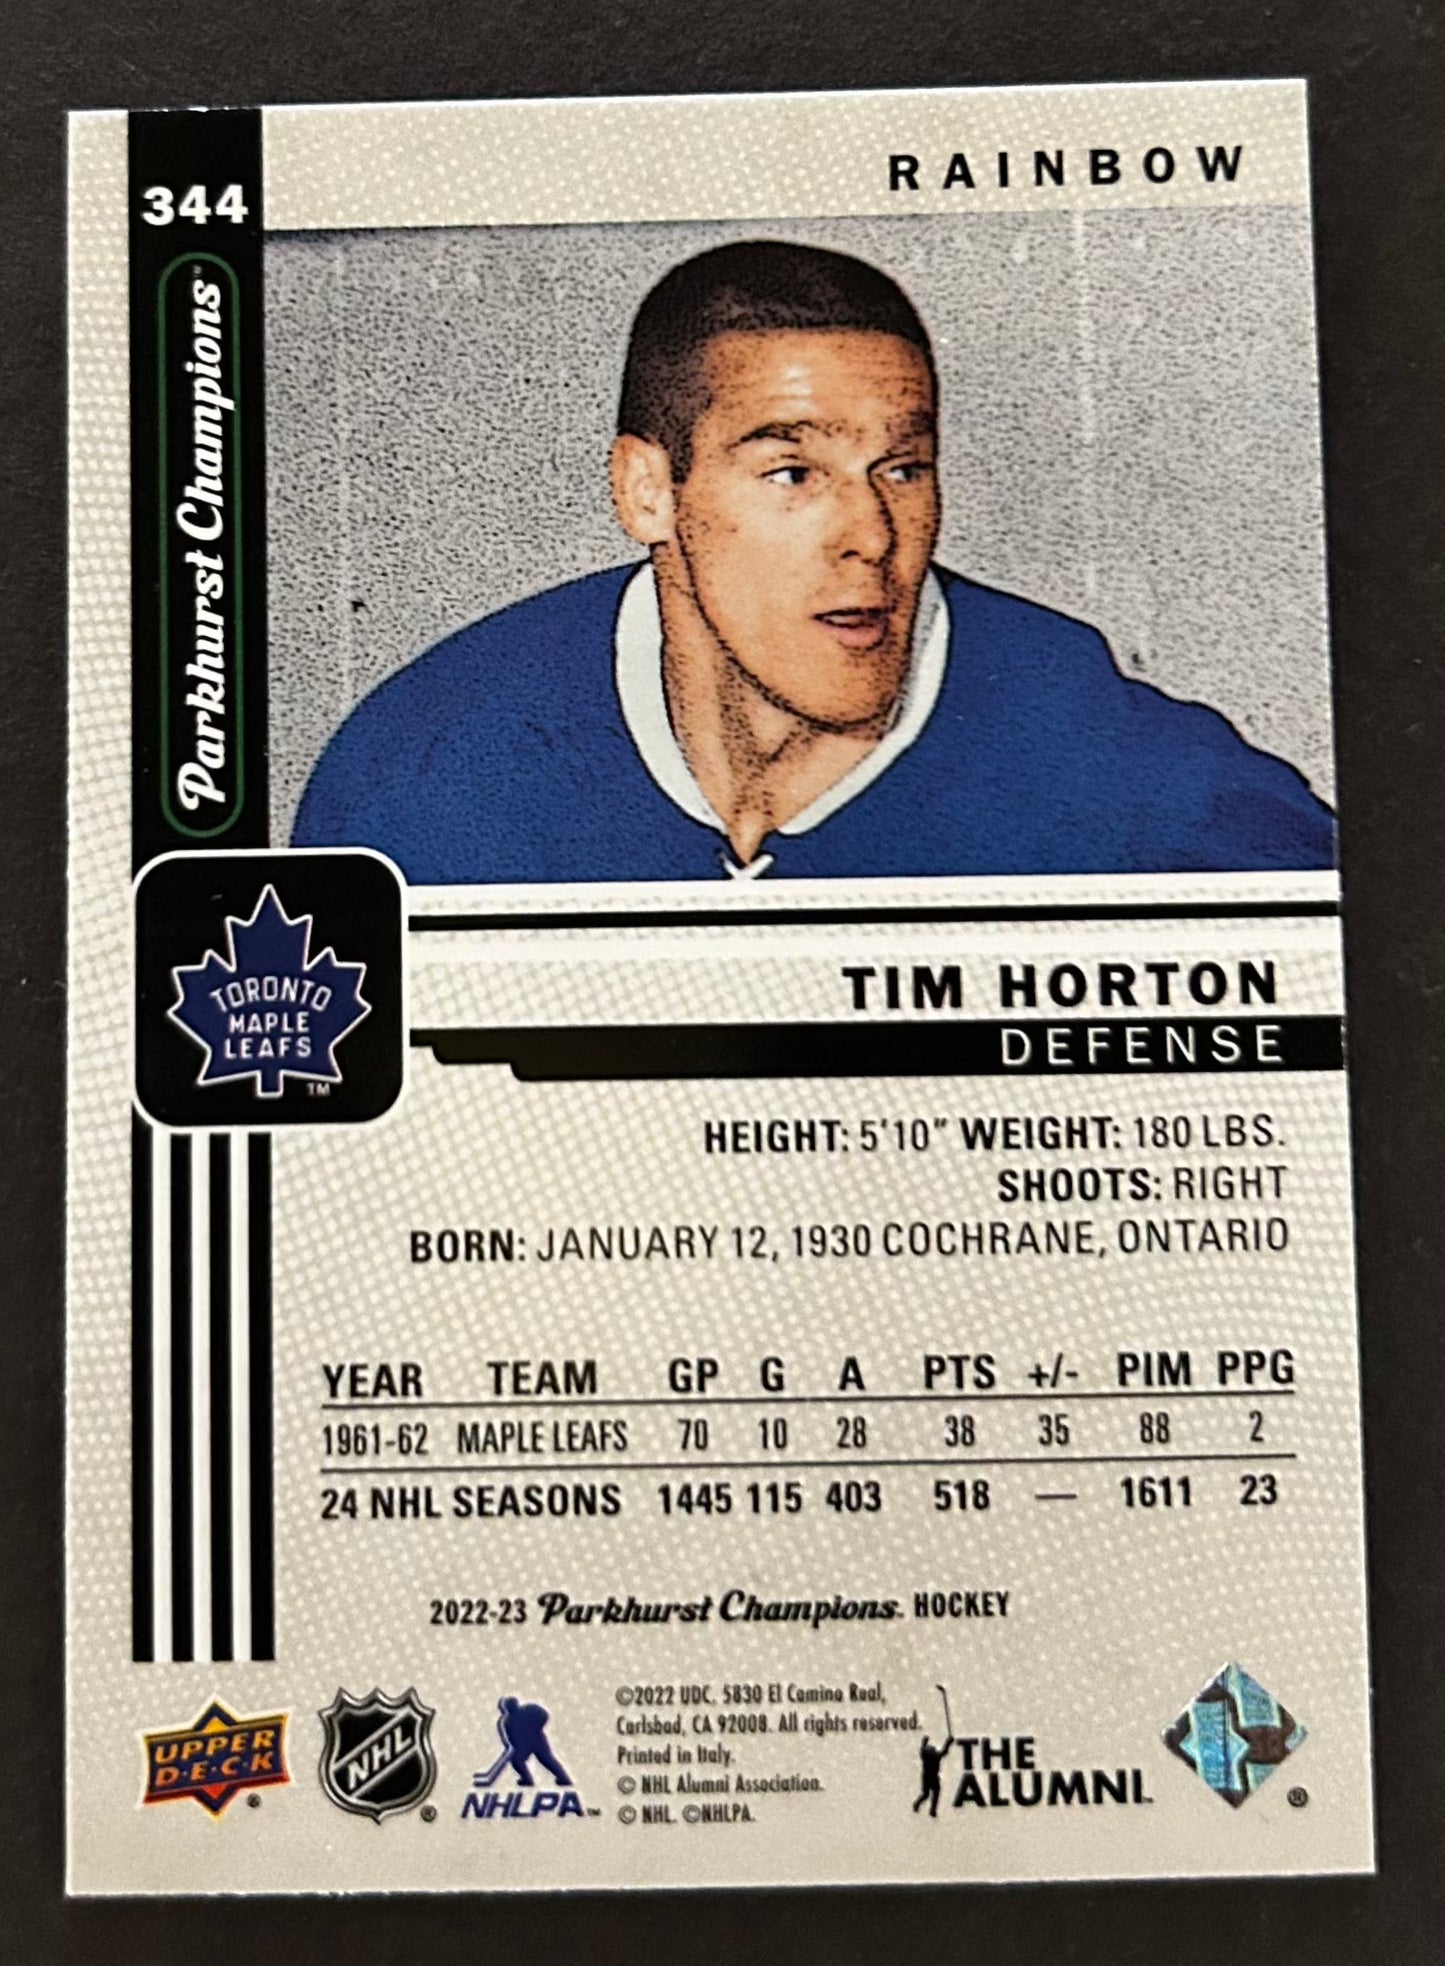 RAINBOW
344
Parkhurst Champions™
TORONTO
MAPLE
LEAFS
TM
TIM HORTON
DEFENSE
HEIGHT: 5'10" WEIGHT: 180 LBS.
SHOOTS: RIGHT
BORN: JANUARY 12, 1930 COCHRANE, ONTARIO
YEAR TEAM GP G A PTS +/- PIM PPG
1961-62 MAPLE LEAFS 70 10 28 38 35 88 2
24 NHL SEASONS 1445 115 403 518 — 1611 23
2022-23 Parkhurst Champions. HOCKEY
UPPER
D·E·C·K
®
NHL
®
NHLPA™
©2022 UDC. 5830 El Camino Real,
Carlsbad, CA 92008. All rights reserved.
Printed in Italy.
© NHL Alumni Association.
© NHL. ©NHLPA.
THE
ALUMNI™
®